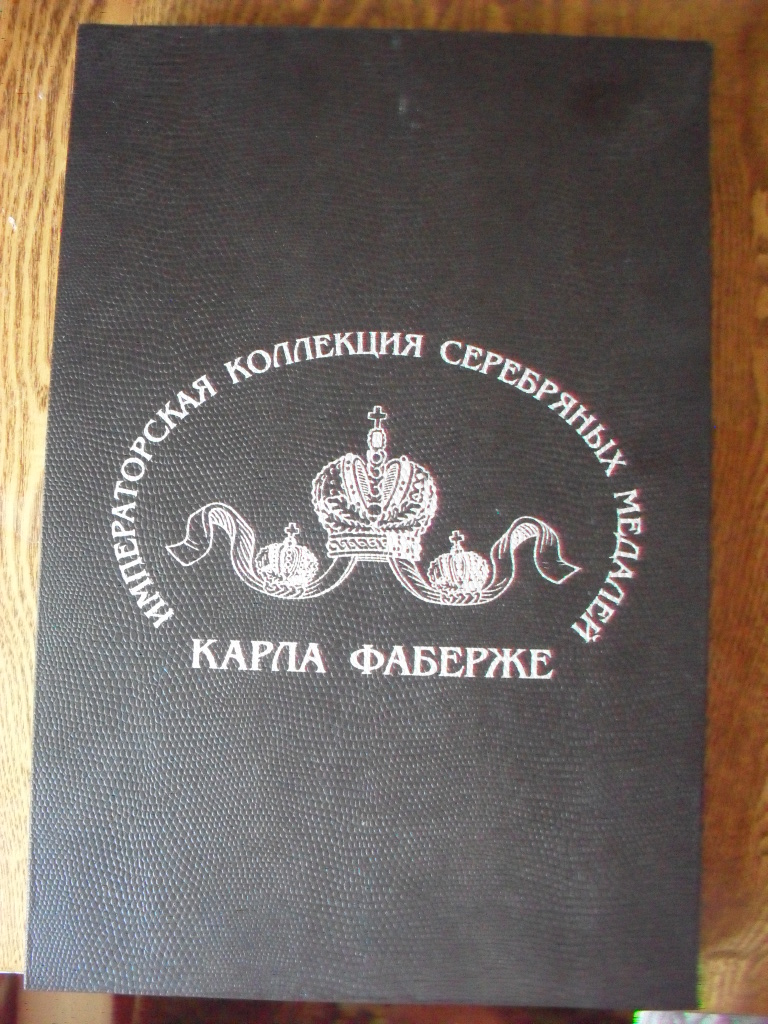 ИМПЕРАТОРСКАЯ КОЛЛЕКЦИЯ СЕРЕБРЯНЫХ МЕДАЛЕЙ
КАРЛА ФАБЕРЖЕ